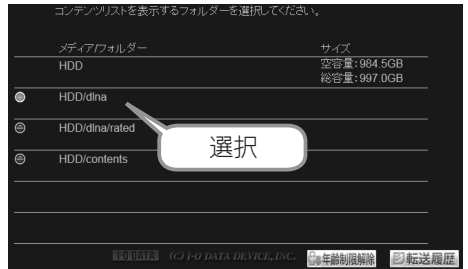 コンテンツリストを表示するフォルダーを選択してください。
メディア/フォルダー サイズ
HDD 空容量:984.5GB
総容量:997.0GB
HDD/dlna
HDD/dlna/rated
選択
HDD/contents
I-O DATA (C) I-O DATA DEVICE, INC. 年齢制限解除 転送履歴